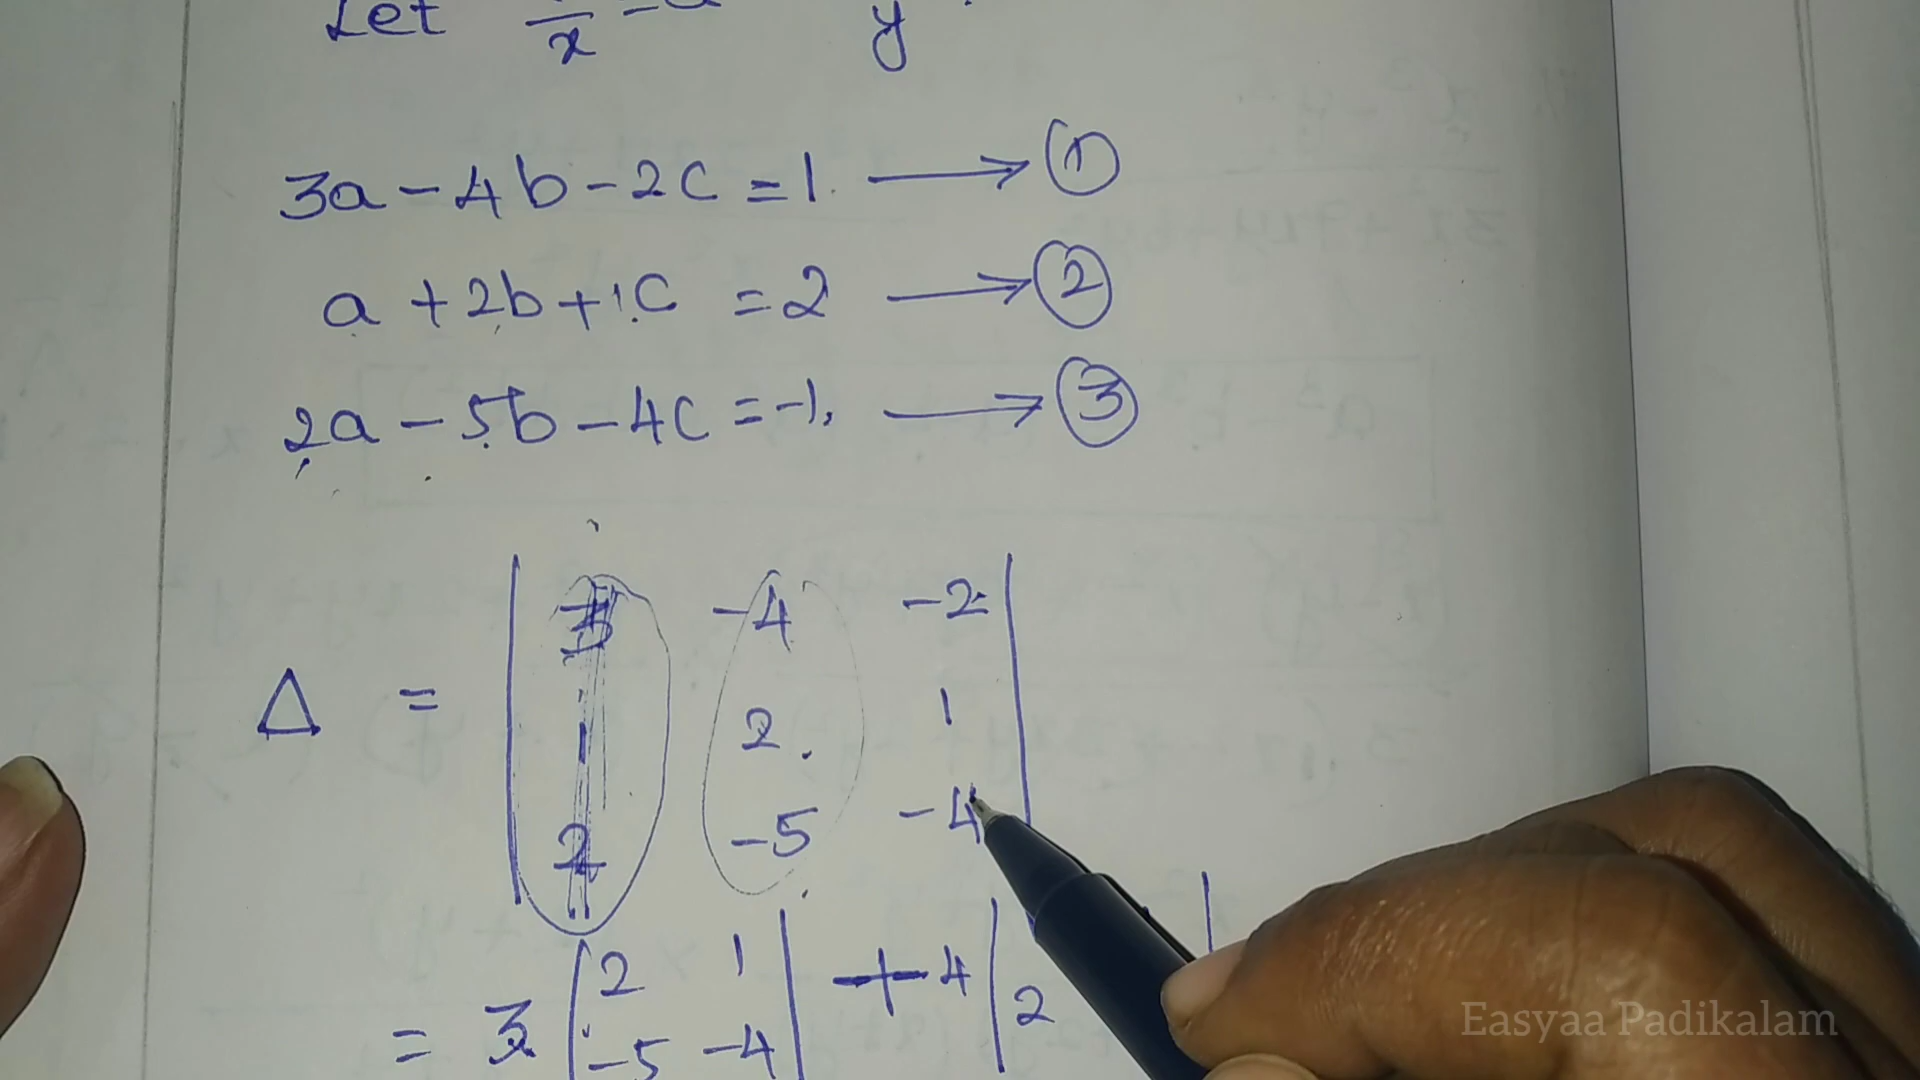 Let x y
3a - 4b - 2c = 1 ⟶ ①
a + 2b + 1c = 2 ⟶ ②
2a - 5b - 4c = -1 ⟶ ③
3 -4 -2
Δ = 1 2 1
2 -5 -4
= 3 | 2 1 | + 4 | 2
-5 -4
Easyaa Padikalam